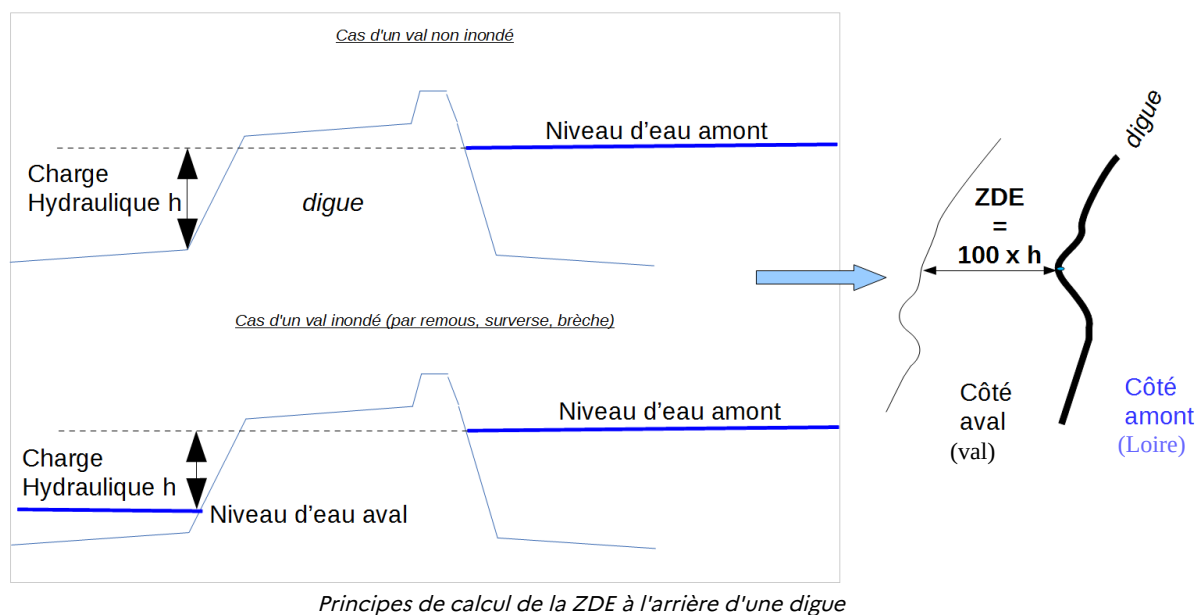 Cas d'un val non inondé
Niveau d'eau amont
Charge
Hydraulique h
digue
Cas d'un val inondé (par remous, surverse, brèche)
Niveau d'eau amont
Charge
Hydraulique h
Niveau d'eau aval
digue
ZDE
=
100 x h
Côté
aval
(val)
Côté
amont
(Loire)
Principes de calcul de la ZDE à l'arrière d'une digue